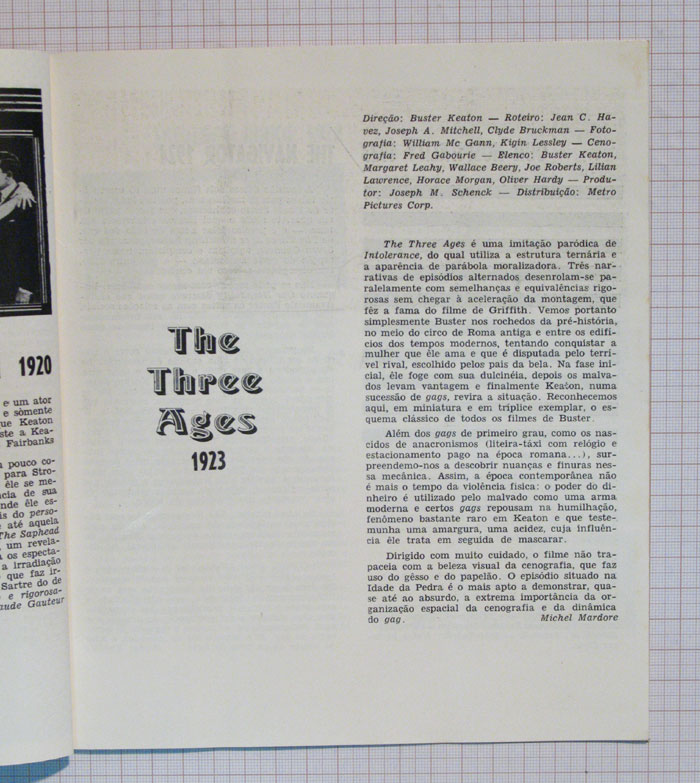 1920
e um ator
e sòmente
ue Keaton
ste a Kea-
Fairbanks
pouco co-
para Stro-
êle se me-
ncia de sua
nde êle es-
is do perso-
e até aquela
The Saphead
, um revela-
a os especta-
a irradiação
que faz ir-
Sartre do de
e rigorosa-
aude Gauteur
The
Three
Ages
1923
Direção: Buster Keaton — Roteiro: Jean C. Ha-
vez, Joseph A. Mitchell, Clyde Bruckman — Foto-
grafia: William Mc Gann, Kigin Lessley — Ceno-
grafia: Fred Gabourie — Elenco: Buster Keaton,
Margaret Leahy, Wallace Beery, Joe Roberts, Lilian
Lawrence, Horace Morgan, Oliver Hardy — Produ-
tor: Joseph M. Schenck — Distribuição: Metro
Pictures Corp.
The Three Ages é uma imitação paródica de
Intolerance, do qual utiliza a estrutura ternária e
a aparência de parábola moralizadora. Três nar-
rativas de episódios alternados desenrolam-se pa-
ralelamente com semelhanças e equivalências rigo-
rosas sem chegar à aceleração da montagem, que
fêz a fama do filme de Griffith. Vemos portanto
simplesmente Buster nos rochedos da pré-história,
no meio do circo de Roma antiga e entre os edifí-
cios dos tempos modernos, tentando conquistar a
mulher que êle ama e que é disputada pelo terrí-
vel rival, escolhido pelos pais da bela. Na fase ini-
cial, êle foge com sua dulcinéia, depois os malva-
dos levam vantagem e finalmente Keaton, numa
sucessão de gags, revira a situação. Reconhecemos
aqui, em miniatura e em tríplice exemplar, o es-
quema clássico de todos os filmes de Buster.
Além dos gags de primeiro grau, como os nas-
cidos de anacronismos (liteira-táxi com relógio e
estacionamento pago na época romana...), sur-
preendemo-nos a descobrir nuanças e finuras nes-
sa mecânica. Assim, a época contemporânea não
é mais o tempo da violência física: o poder do di-
nheiro é utilizado pelo malvado como uma arma
moderna e certos gags repousam na humilhação,
fenômeno bastante raro em Keaton e que teste-
munha uma amargura, uma acidez, cuja influên-
cia êle trata em seguida de mascarar.
Dirigido com muito cuidado, o filme não tra-
paceia com a beleza visual da cenografia, que faz
uso do gêsso e do papelão. O episódio situado na
Idade da Pedra é o mais apto a demonstrar, qua-
se até ao absurdo, a extrema importância da or-
ganização espacial da cenografia e da dinâmica
do gag. Michel Mardore